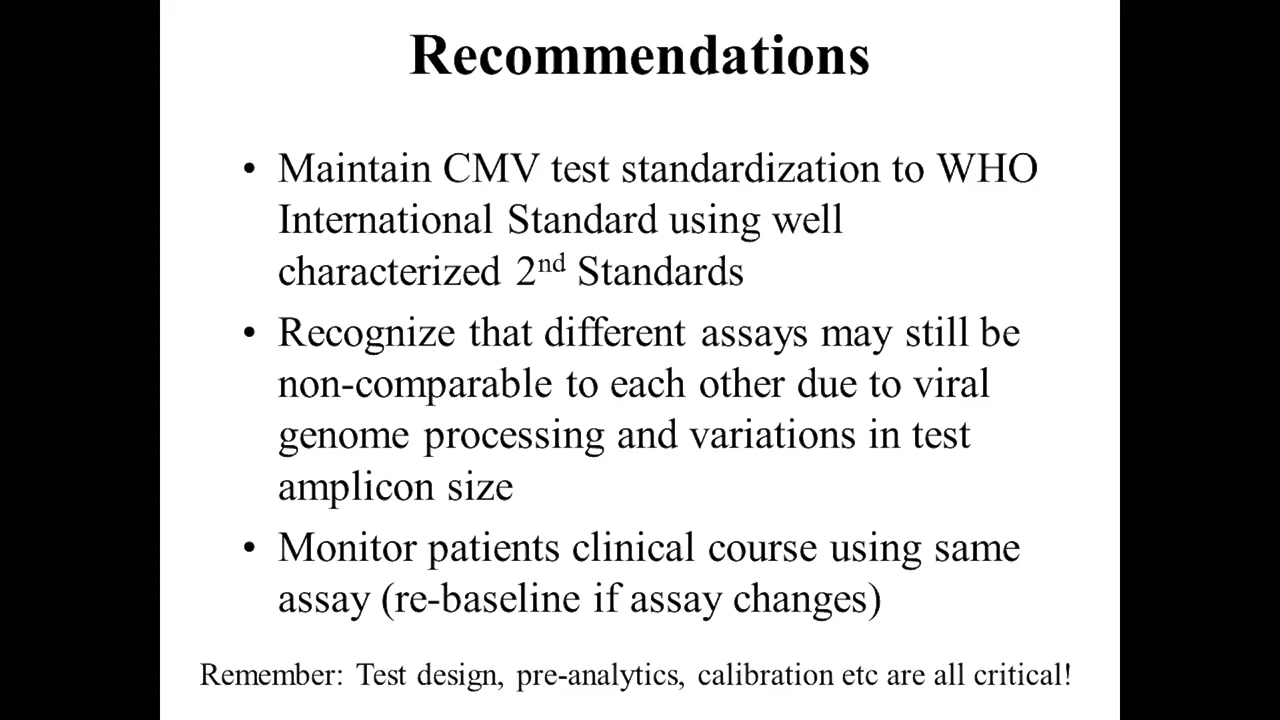 Recommendations
• Maintain CMV test standardization to WHO
International Standard using well
characterized 2nd Standards
• Recognize that different assays may still be
non-comparable to each other due to viral
genome processing and variations in test
amplicon size
• Monitor patients clinical course using same
assay (re-baseline if assay changes)
Remember: Test design, pre-analytics, calibration etc are all critical!